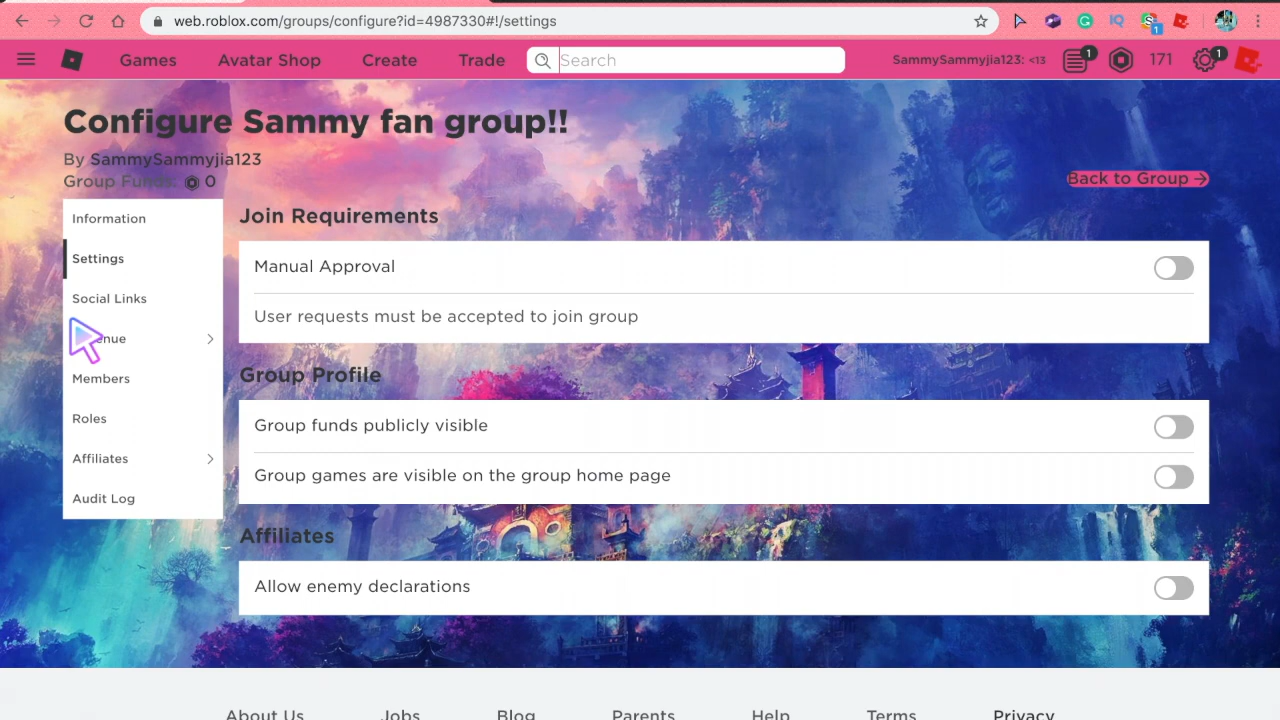 web.roblox.com/groups/configure?id=4987330#!/settings
1
Games
Avatar Shop
Create
Trade
Search
SammySammyjia123: <13
1
171
1
Configure Sammy fan group!!
By SammySammyjia123
Group Funds: 0
Back to Group →
Information
Settings
Social Links
Members
Roles
Affiliates
Audit Log
Join Requirements
Manual Approval
User requests must be accepted to join group
Group Profile
Group funds publicly visible
Group games are visible on the group home page
Affiliates
Allow enemy declarations
About Us
Jobs
Blog
Parents
Help
Terms
Privacy